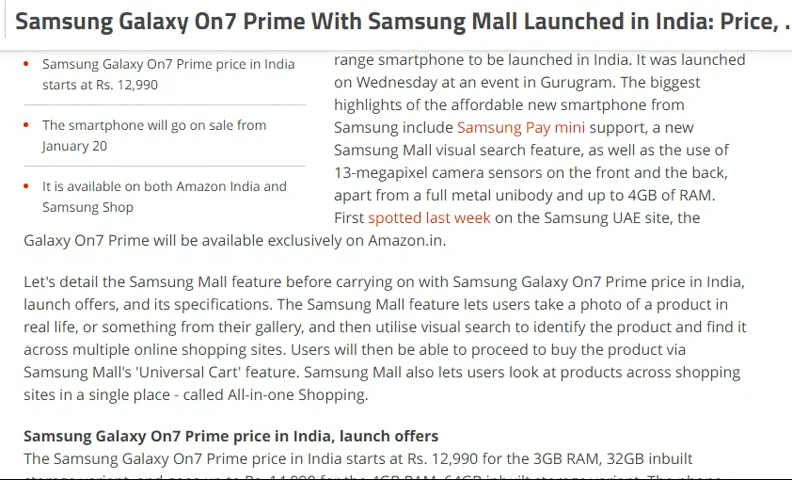 Samsung Galaxy On7 Prime With Samsung Mall Launched in India: Price, ..
Samsung Galaxy On7 Prime price in India
starts at Rs. 12,990
The smartphone will go on sale from
January 20
It is available on both Amazon India and
Samsung Shop
range smartphone to be launched in India. It was launched
on Wednesday at an event in Gurugram. The biggest
highlights of the affordable new smartphone from
Samsung include Samsung Pay mini support, a new
Samsung Mall visual search feature, as well as the use of
13-megapixel camera sensors on the front and the back,
apart from a full metal unibody and up to 4GB of RAM.
First spotted last week on the Samsung UAE site, the
Galaxy On7 Prime will be available exclusively on Amazon.in.
Let's detail the Samsung Mall feature before carrying on with Samsung Galaxy On7 Prime price in India,
launch offers, and its specifications. The Samsung Mall feature lets users take a photo of a product in
real life, or something from their gallery, and then utilise visual search to identify the product and find it
across multiple online shopping sites. Users will then be able to proceed to buy the product via
Samsung Mall's 'Universal Cart' feature. Samsung Mall also lets users look at products across shopping
sites in a single place - called All-in-one Shopping.
Samsung Galaxy On7 Prime price in India, launch offers
The Samsung Galaxy On7 Prime price in India starts at Rs. 12,990 for the 3GB RAM, 32GB inbuilt